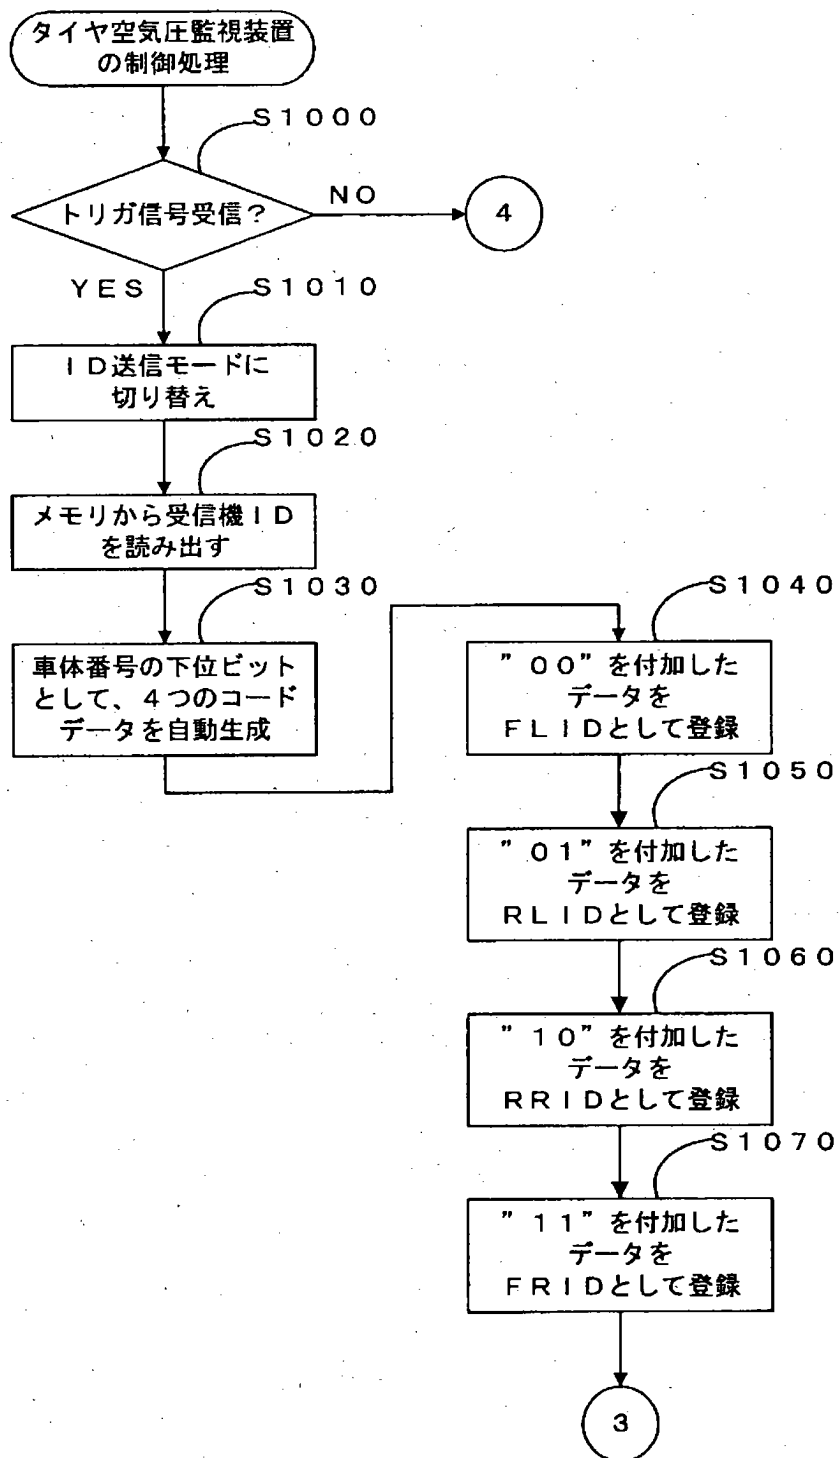 タイヤ空気圧監視装置
の制御処理
S1000
トリガ信号受信?
NO
4
YES
S1010
ID送信モードに
切り替え
S1020
メモリから受信機ID
を読み出す
S1030
車体番号の下位ビット
として、4つのコード
データを自動生成
S1040
"00"を付加した
データを
FLIDとして登録
S1050
"01"を付加した
データを
RLIDとして登録
S1060
"10"を付加した
データを
RRIDとして登録
S1070
"11"を付加した
データを
FRIDとして登録
3